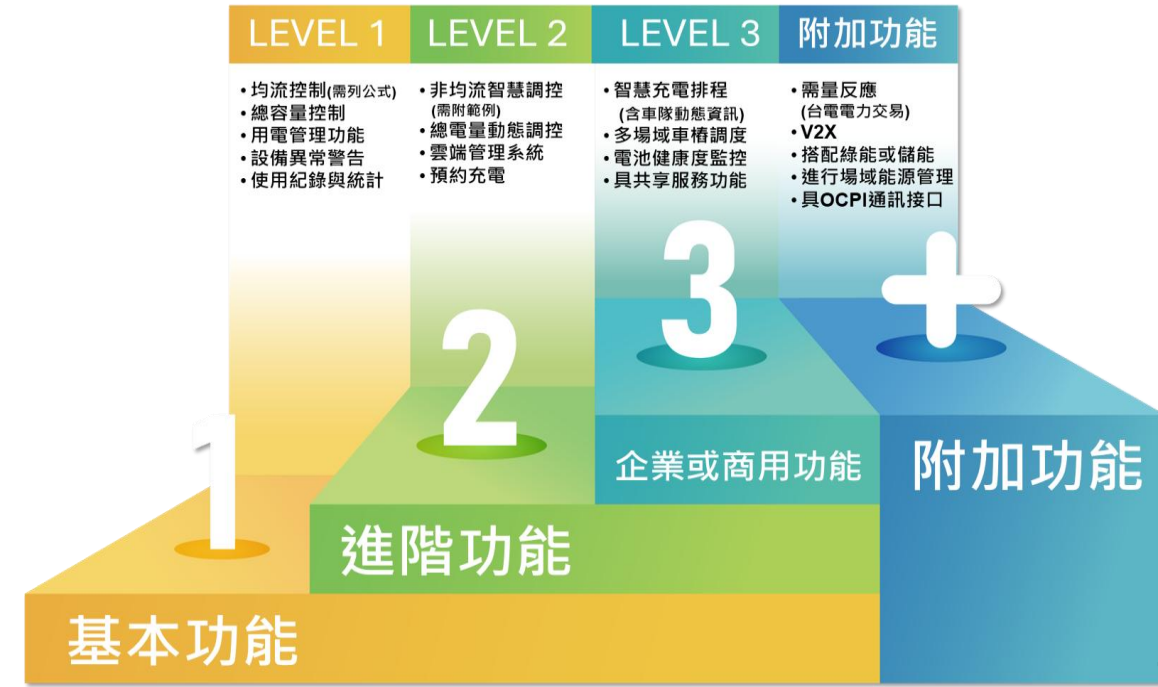 LEVEL 1
•均流控制(需列公式)
•總容量控制
•用電管理功能
•設備異常警告
•使用紀錄與統計
LEVEL 2
•非均流智慧調控
(需附範例)
•總電量動態調控
•雲端管理系統
•預約充電
LEVEL 3
•智慧充電排程
(含車隊動態資訊)
•多場域車樁調度
•電池健康度監控
•具共享服務功能
附加功能
•需量反應
(台電電力交易)
•V2X
•搭配綠能或儲能
•進行場域能源管理
•具OCPI通訊接口
1
2
3
+
基本功能
進階功能
企業或商用功能
附加功能